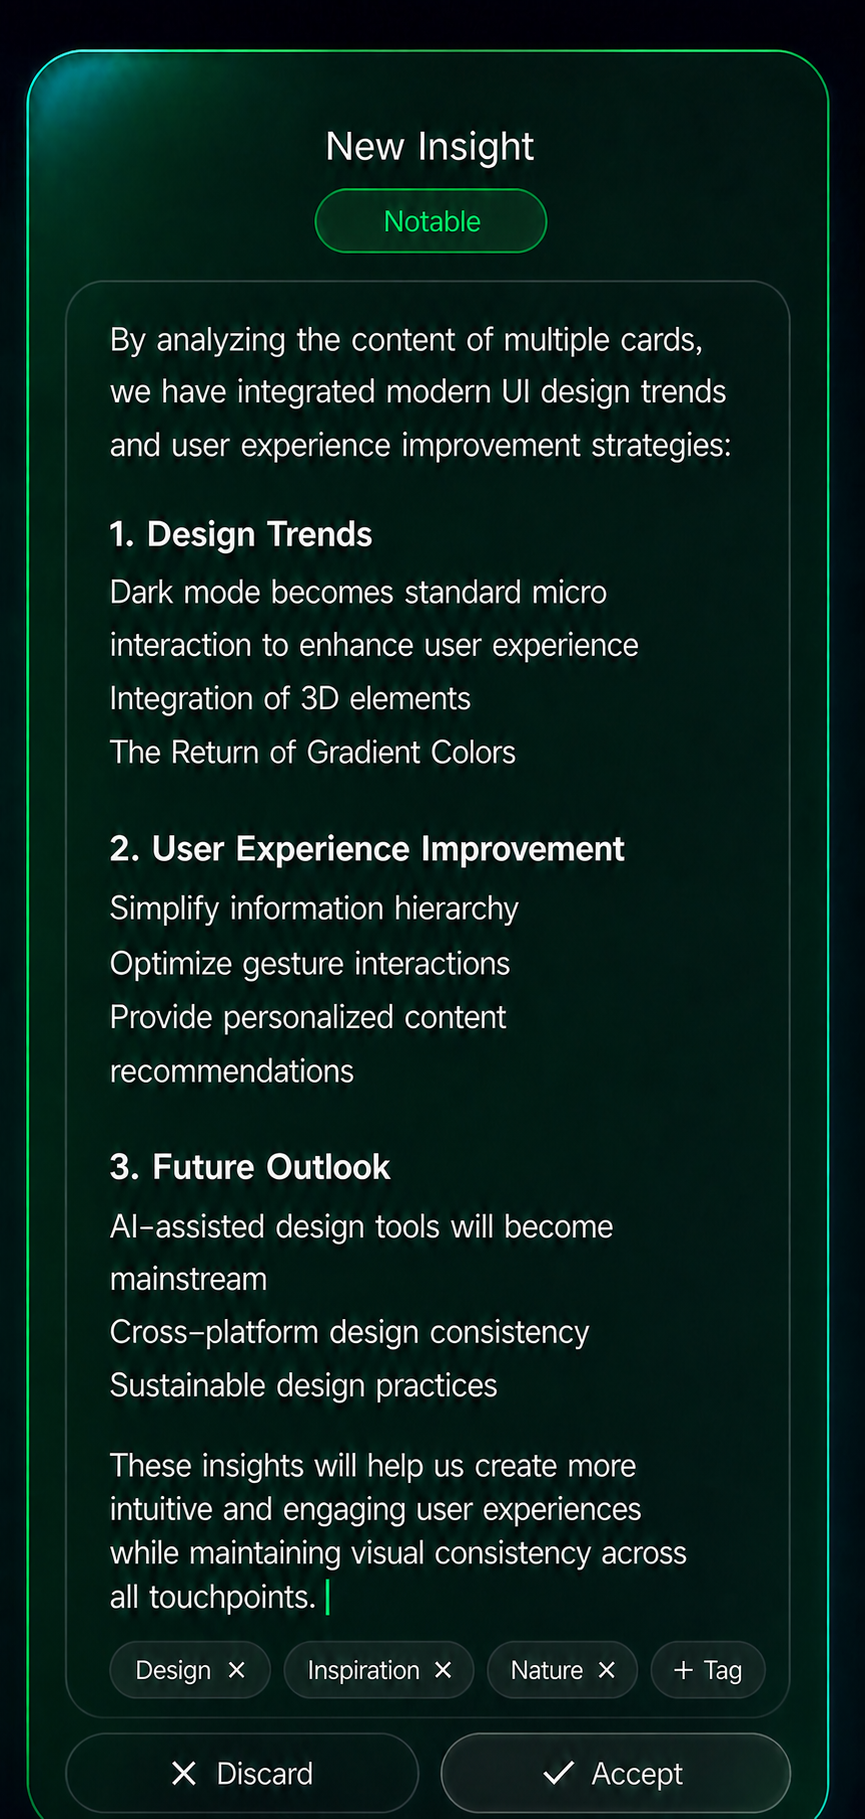 New Insight
Notable
By analyzing the content of multiple cards,
we have integrated modern UI design trends
and user experience improvement strategies:
1. Design Trends
Dark mode becomes standard micro
interaction to enhance user experience
Integration of 3D elements
The Return of Gradient Colors
2. User Experience Improvement
Simplify information hierarchy
Optimize gesture interactions
Provide personalized content
recommendations
3. Future Outlook
AI-assisted design tools will become
mainstream
Cross-platform design consistency
Sustainable design practices
These insights will help us create more
intuitive and engaging user experiences
while maintaining visual consistency across
all touchpoints.
Design × Inspiration × Nature × + Tag
× Discard ✓ Accept